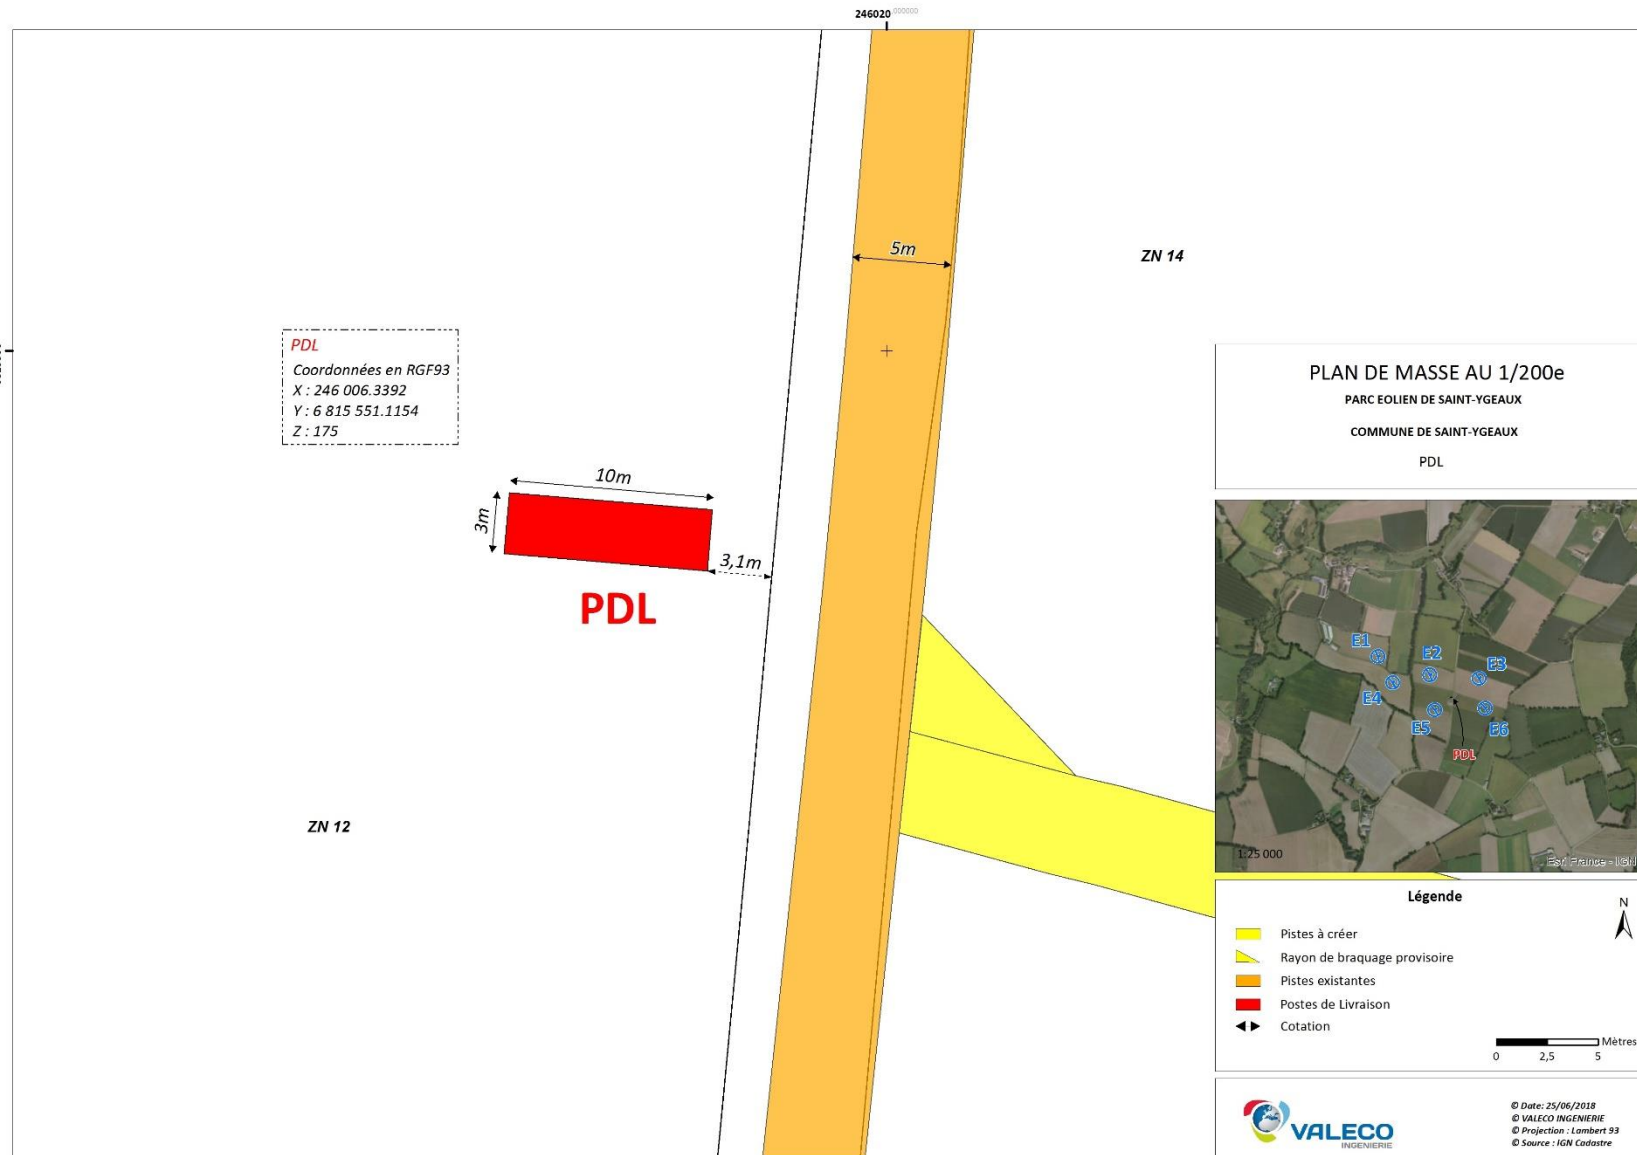 246020,000000
5m
ZN 14
PDL
Coordonnées en RGF93
X : 246 006.3392
Y : 6 815 551.1154
Z : 175
10m
3m
3,1m
PDL
ZN 12
PLAN DE MASSE AU 1/200e
PARC EOLIEN DE SAINT-YGEAUX
COMMUNE DE SAINT-YGEAUX
PDL
E1
E2
E3
E4
E5
E6
PDL
1:25 000
Esri France - IGN
Légende
N
Pistes à créer
Rayon de braquage provisoire
Pistes existantes
Postes de Livraison
Cotation
Mètres
0 2,5 5
VALECO
INGENIERIE
© Date: 25/06/2018
© VALECO INGENIERIE
© Projection : Lambert 93
© Source : IGN Cadastre